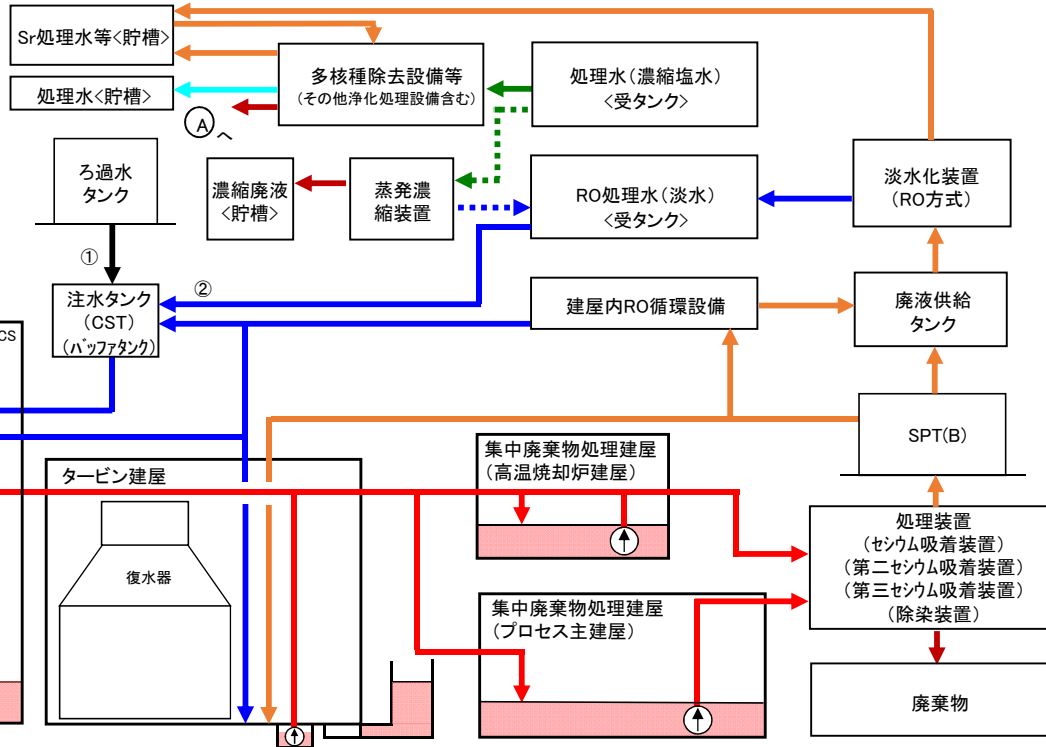 Sr処理水等<貯槽>
処理水<貯槽>
多核種除去設備等
(その他浄化処理設備含む)
Ⓐへ
処理水(濃縮塩水)
<受タンク>
ろ過水
タンク
濃縮廃液
<貯槽>
蒸発濃
縮装置
RO処理水(淡水)
<受タンク>
淡水化装置
(RO方式)
①
②
注水タンク
(CST)
(バッファタンク)
建屋内RO循環設備
廃液供給
タンク
CS
SPT(B)
タービン建屋
復水器
集中廃棄物処理建屋
(高温焼却炉建屋)
集中廃棄物処理建屋
(プロセス主建屋)
処理装置
(セシウム吸着装置)
(第二セシウム吸着装置)
(第三セシウム吸着装置)
(除染装置)
廃棄物